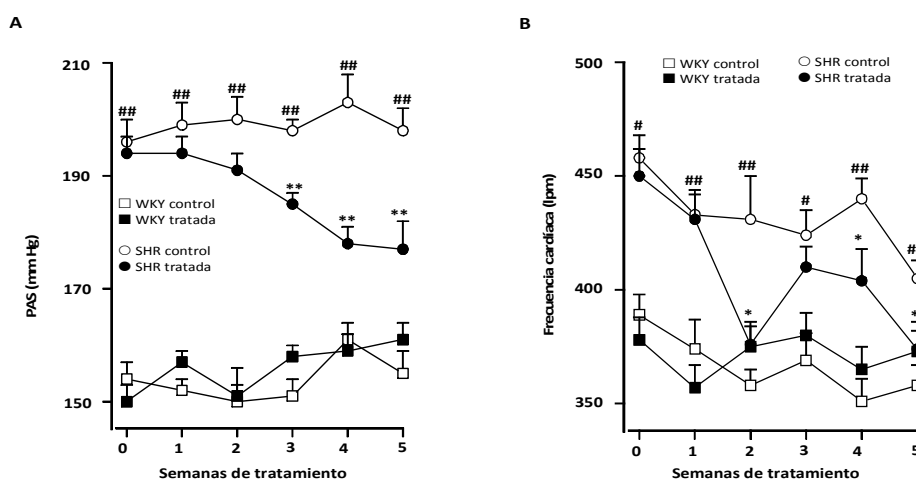 A
B
210
190
170
150
PAS (mm Hg)
##
##
##
##
##
##
**
**
**
WKY control
WKY tratada
SHR control
SHR tratada
0 1 2 3 4 5
Semanas de tratamiento
500
450
400
350
Frecuencia cardíaca (lpm)
WKY control
WKY tratada
SHR control
SHR tratada
#
##
##
#
##
*
*
0 1 2 3 4 5
Semanas de tratamiento